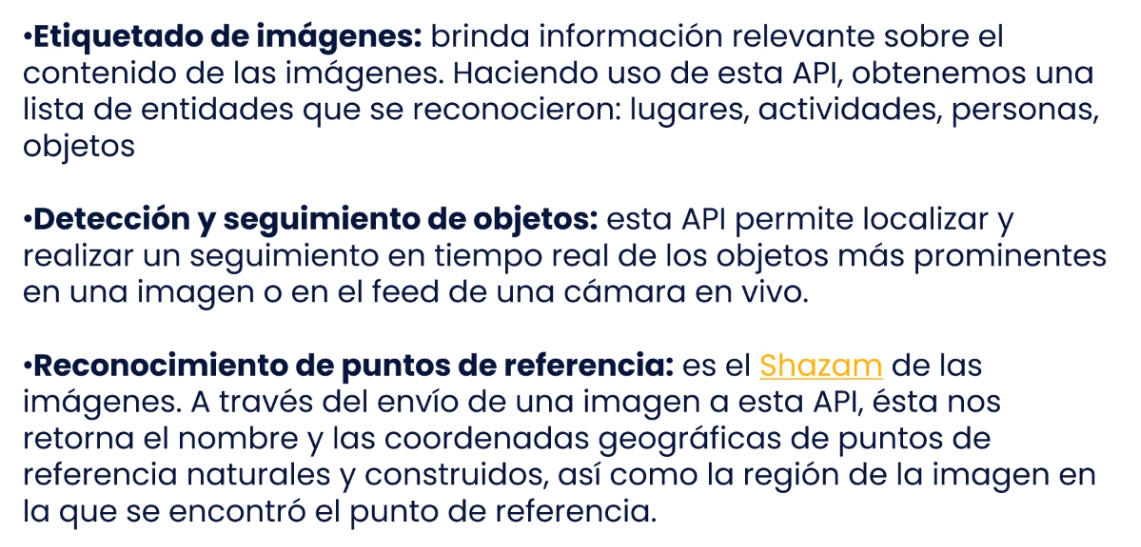 •Etiquetado de imágenes: brinda información relevante sobre el
contenido de las imágenes. Haciendo uso de esta API, obtenemos una
lista de entidades que se reconocieron: lugares, actividades, personas,
objetos
•Detección y seguimiento de objetos: esta API permite localizar y
realizar un seguimiento en tiempo real de los objetos más prominentes
en una imagen o en el feed de una cámara en vivo.
•Reconocimiento de puntos de referencia: es el Shazam de las
imágenes. A través del envío de una imagen a esta API, ésta nos
retorna el nombre y las coordenadas geográficas de puntos de
referencia naturales y construidos, así como la región de la imagen en
la que se encontró el punto de referencia.